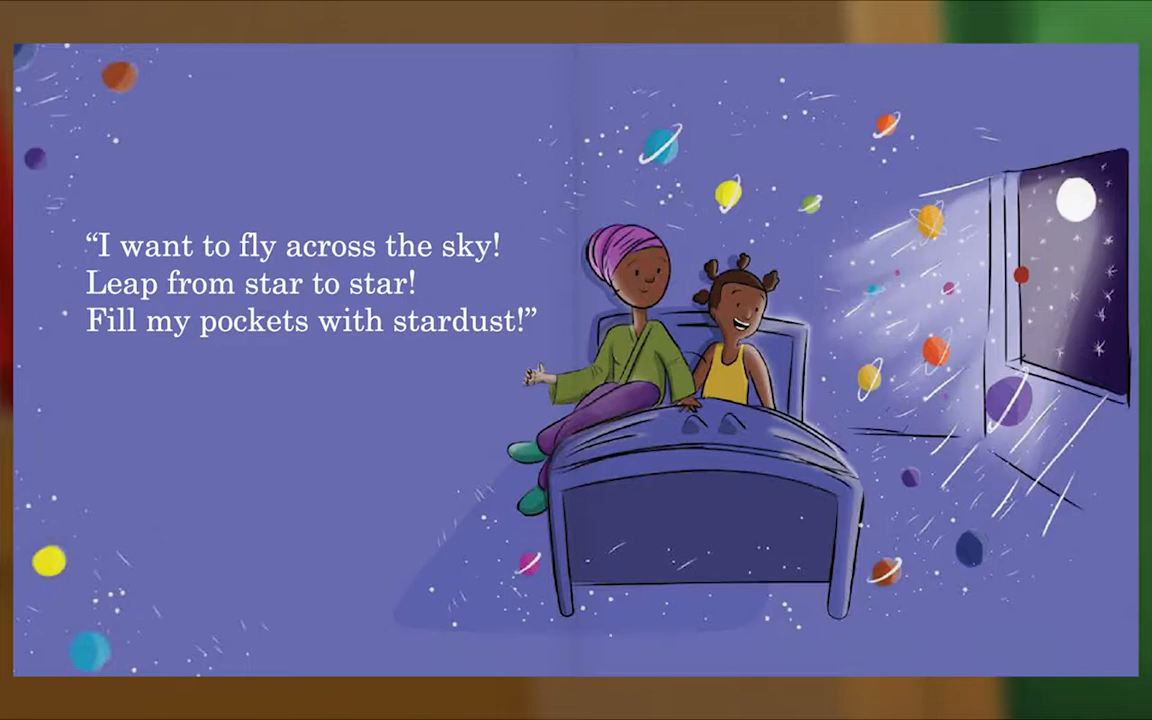 “I want to fly across the sky!
Leap from star to star!
Fill my pockets with stardust!”